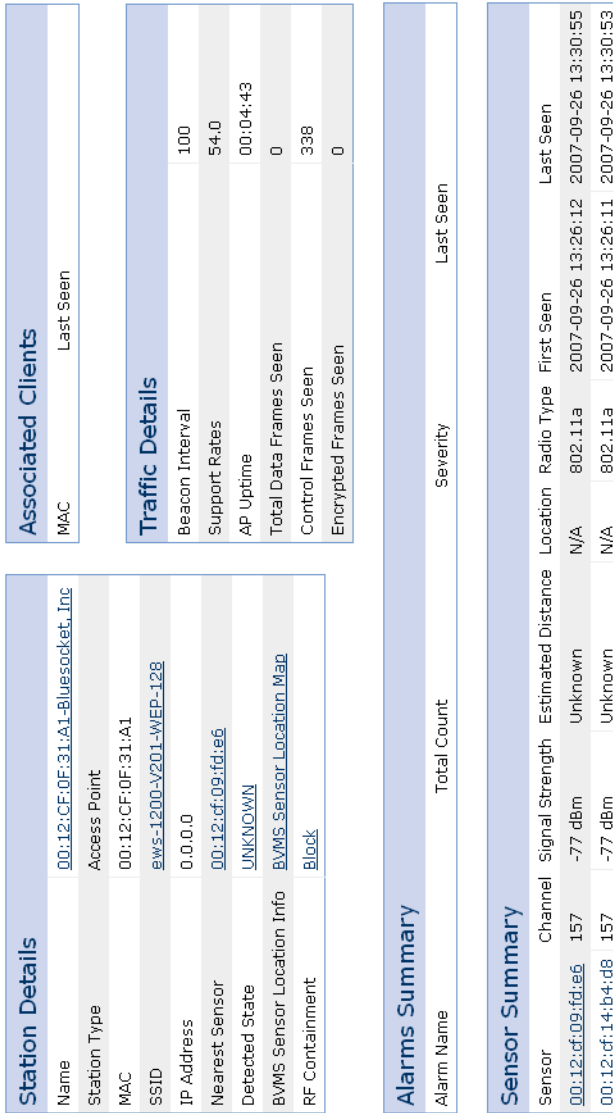 Station Details
Name 00:12:CF:0F:31:A1-Bluesocket, Inc
Station Type Access Point
MAC 00:12:CF:0F:31:A1
SSID ews-1200-V201-WEP-128
IP Address 0.0.0.0
Nearest Sensor 00:12:cf:09:fd:e6
Detected State UNKNOWN
BVMS Sensor Location Info BVMS Sensor Location Map
RF Containment Block
Associated Clients
MAC Last Seen
Traffic Details
Beacon Interval 100
Support Rates 54.0
AP Uptime 00:04:43
Total Data Frames Seen 0
Control Frames Seen 338
Encrypted Frames Seen 0
Alarms Summary
Alarm Name Total Count Severity Last Seen
Sensor Summary
Sensor Channel Signal Strength Estimated Distance Location Radio Type First Seen Last Seen
00:12:cf:09:fd:e6 157 -77 dBm Unknown N/A 802.11a 2007-09-26 13:26:12 2007-09-26 13:30:55
00:12:cf:14:b4:d8 157 -77 dBm Unknown N/A 802.11a 2007-09-26 13:26:11 2007-09-26 13:30:53